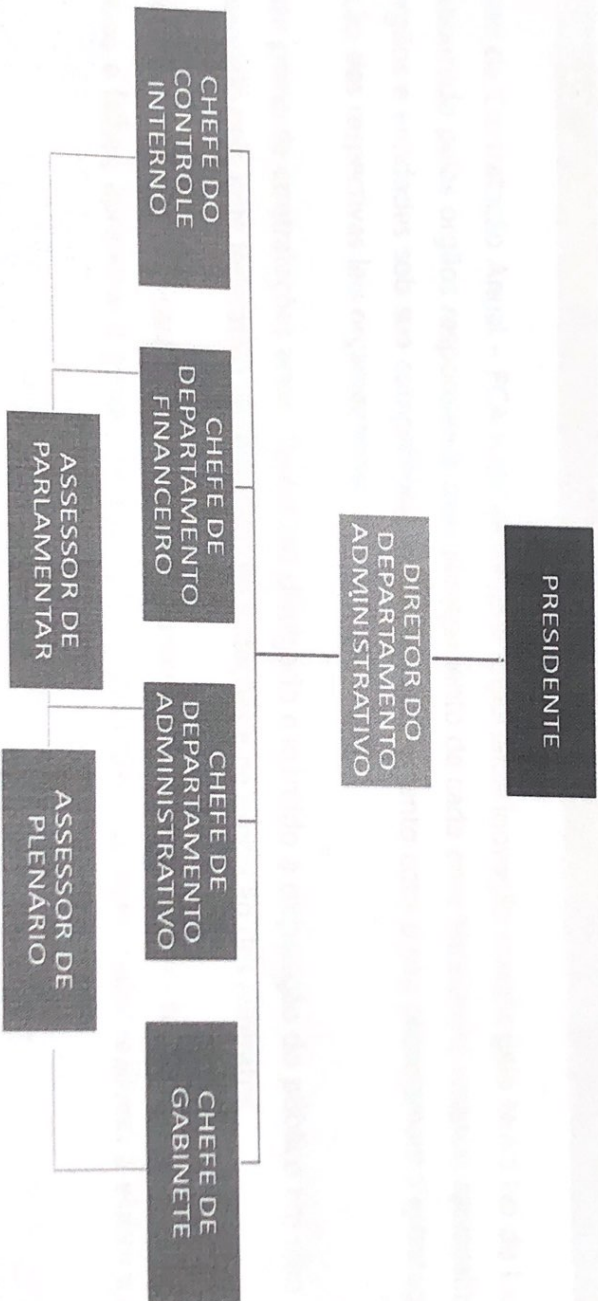 PRESIDENTE
DIRETOR DO
DEPARTAMENTO
ADMINISTRATIVO
CHEFE DO
CONTROLE
INTERNO
CHEFE DE
DEPARTAMENTO
FINANCEIRO
CHEFE DE
DEPARTAMENTO
ADMINISTRATIVO
CHEFE DE
GABINETE
ASSESSOR DE
PARLAMENTAR
ASSESSOR DE
PLENÁRIO